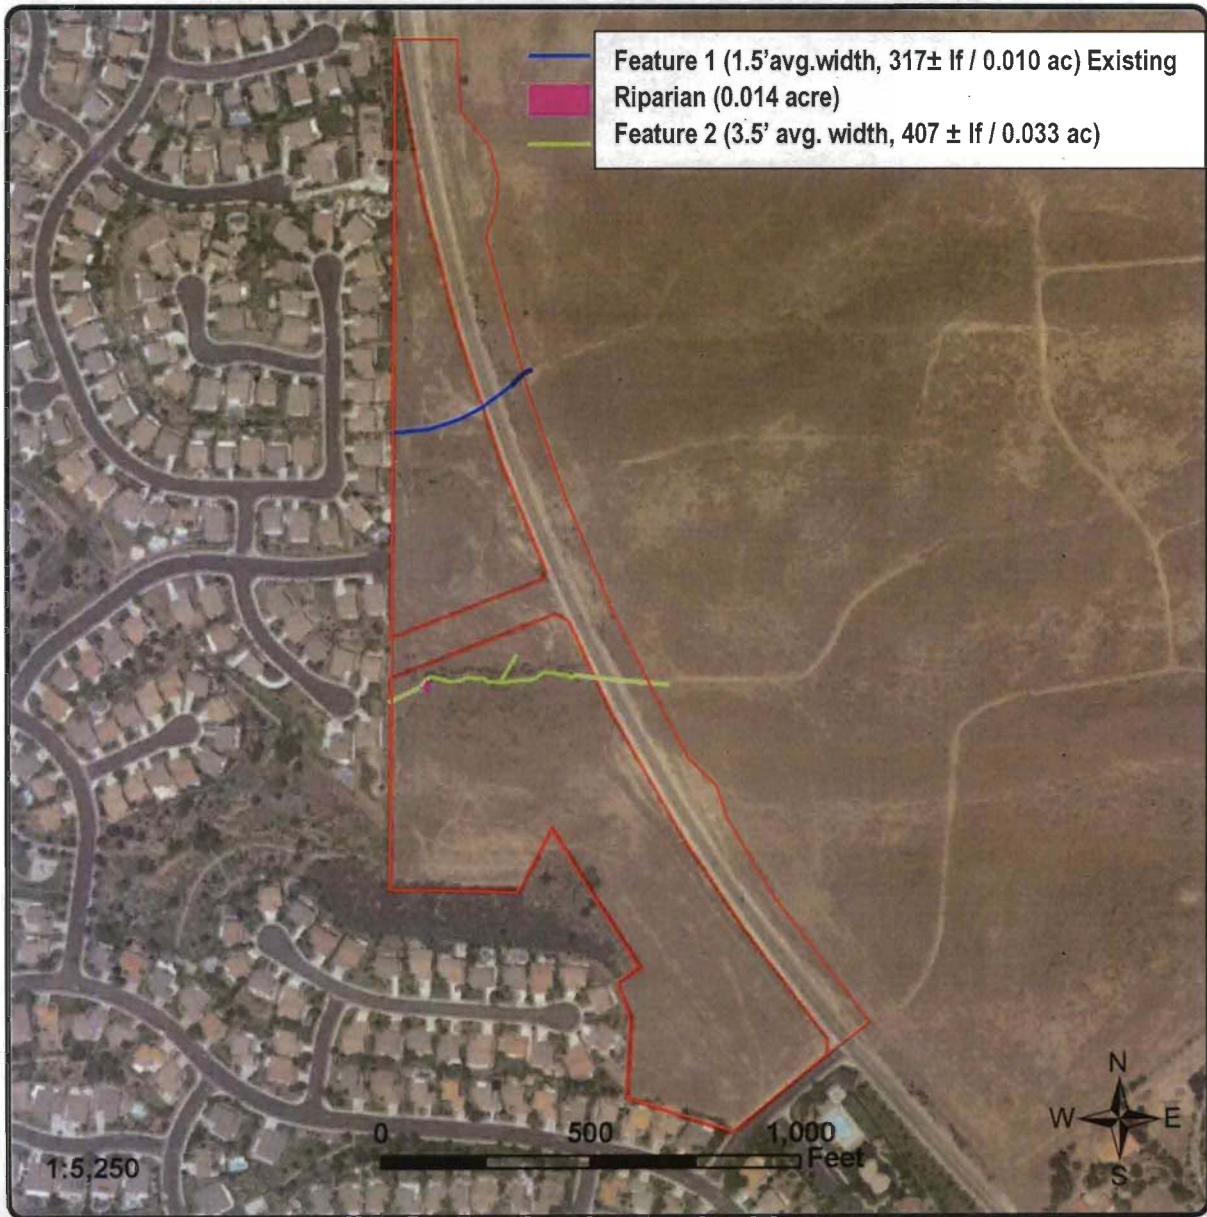 Feature 1 (1.5'avg.width, 317± lf / 0.010 ac) Existing
Riparian (0.014 acre)
Feature 2 (3.5' avg. width, 407 ± lf / 0.033 ac)
N
W E
S
0 500 1,000
Feet
1:5,250